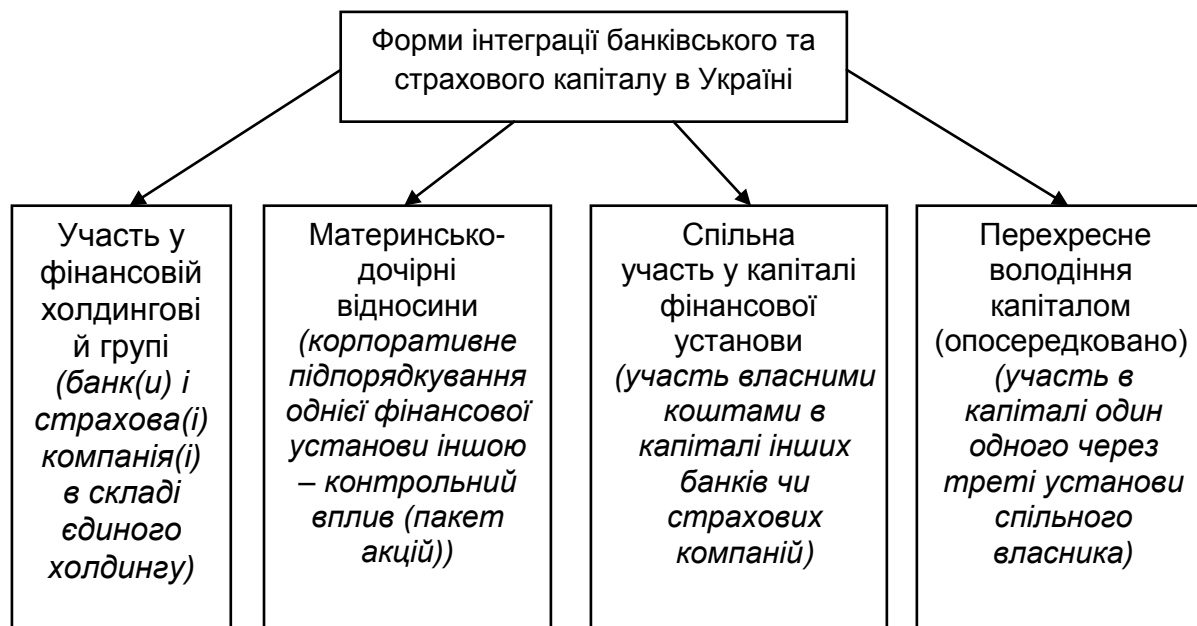 Форми інтеграції банківського та
страхового капіталу в Україні
Участь у
фінансовій
холдингові
й групі
(банк(и) і
страхова(і)
компанія(і)
в складі
єдиного
холдингу)
Материнсько-
дочірні
відносини
(корпоративне
підпорядкування
однієї фінансової
установи іншою
– контрольний
вплив (пакет
акцій))
Спільна
участь у капіталі
фінансової
установи
(участь власними
коштами в
капіталі інших
банків чи
страхових
компаній)
Перехресне
володіння
капіталом
(опосередковано)
(участь в
капіталі один
одного через
треті установи
спільного
власника)